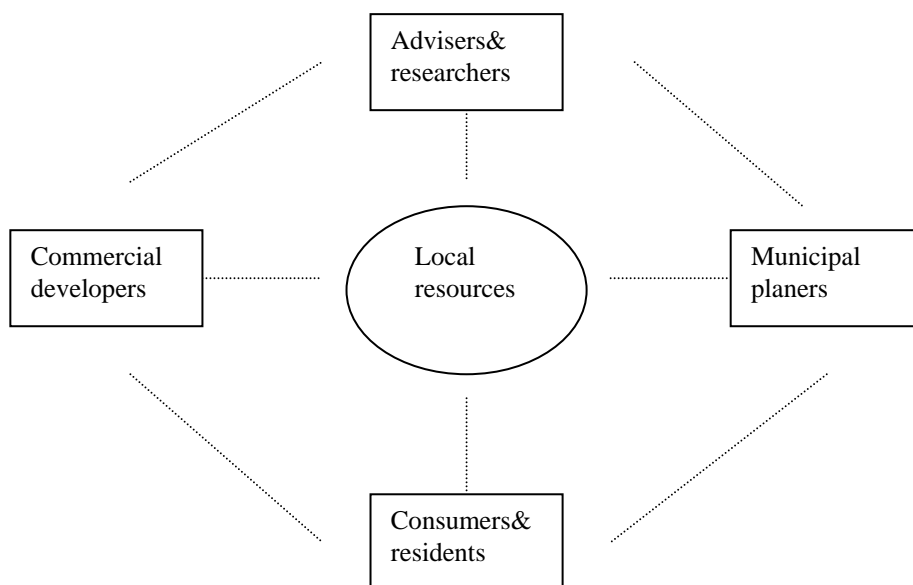 Advisers&
researchers
Commercial
developers
Local
resources
Municipal
planers
Consumers&
residents